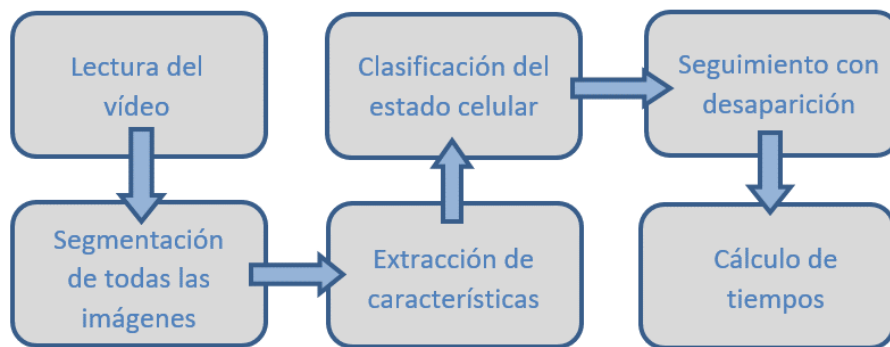 Lectura del
vídeo
Segmentación
de todas las
imágenes
Extracción de
características
Clasificación del
estado celular
Seguimiento con
desaparición
Cálculo de
tiempos